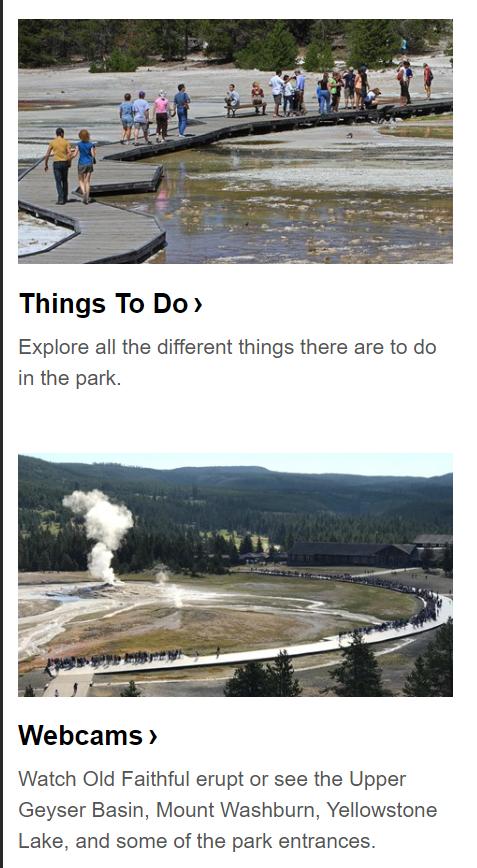 Things To Do ›
Explore all the different things there are to do
in the park.
Webcams ›
Watch Old Faithful erupt or see the Upper
Geyser Basin, Mount Washburn, Yellowstone
Lake, and some of the park entrances.